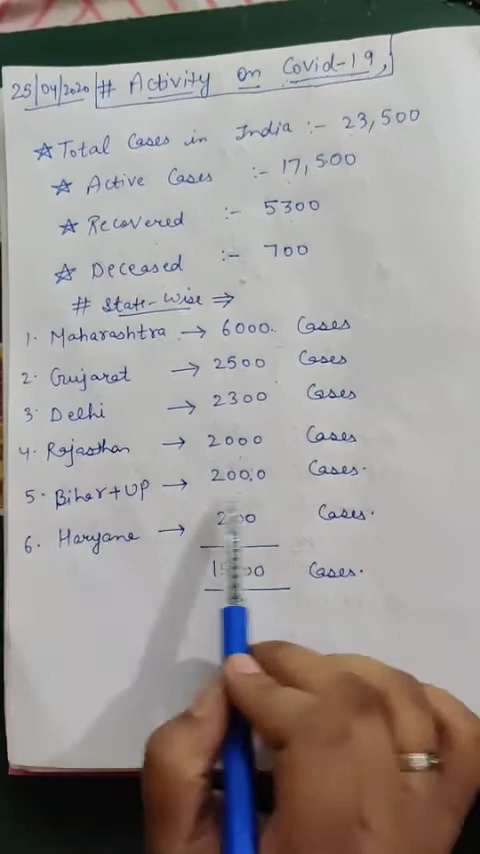 25/04/2020 # Activity on Covid-19,
☆ Total Cases in India :- 23,500
☆ Active Cases :- 17,500
☆ Recovered :- 5300
☆ Deceased :- 700
# State-Wise ⇒
1. Maharashtra → 6000. Cases
2. Gujarat → 2500 Cases
3. Delhi → 2300 Cases
4. Rajasthan → 2000 Cases
5. Bihar+UP → 2000 Cases.
6. Haryana → 200 Cases.
Cases.